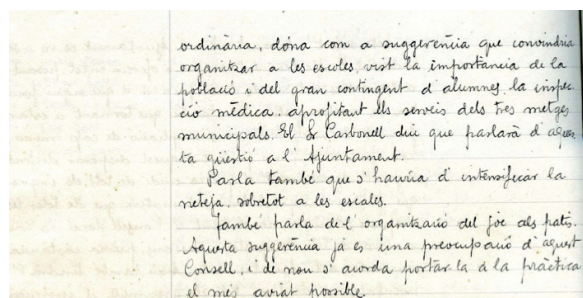 ordinària, dóna com a suggerència que convindria
organitzar a les escoles, vist la importancia de la
població i del gran contingent d'alumnes, la inspec-
ció mèdica, aprofitant els serveis dels tres metges
municipals. El Sr Carbonell diu que parlarà d'aques-
ta qüestió a l'Ajuntament.
Parla també que s'hauria d'intensificar la
neteja, sobretot a les escales.
També parla de l'organització del joc als patis.
Aquesta suggerència ja és una preocupació d'aquest
Consell, i de nou s'acorda portar-la a la pràctica
el més aviat possible.